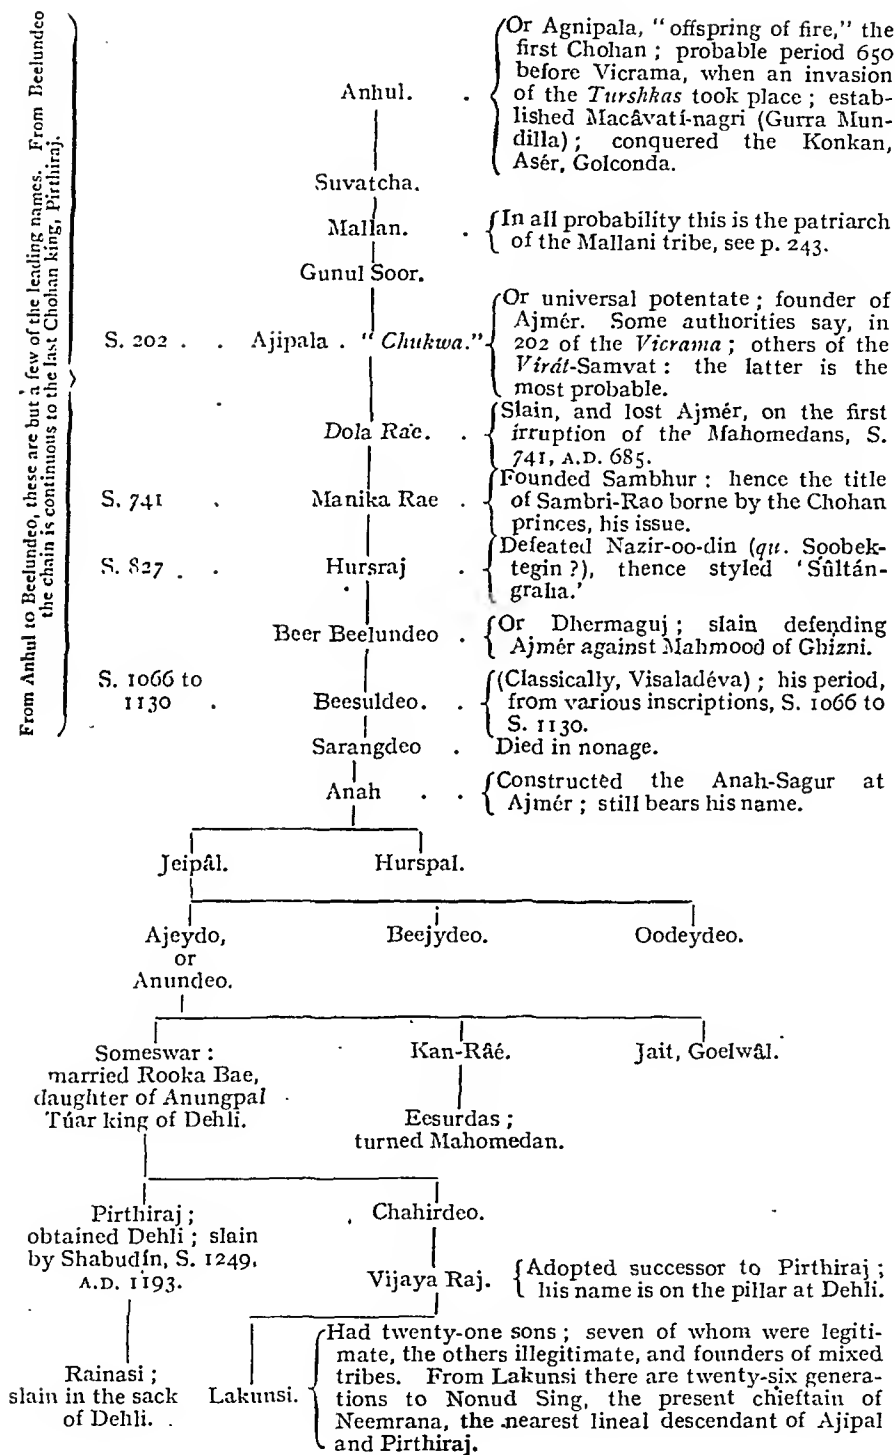 From Anhul to Beelundeo, these are but a few of the leading names. From Beelundeo
the chain is continuous to the last Chohan king, Pirthiraj.
Anhul. .
Or Agnipala, “offspring of fire,” the
first Chohan ; probable period 650
before Vicrama, when an invasion
of the Turshkas took place ; estab-
lished Macâvatí-nagri (Gurra Mun-
dilla) ; conquered the Konkan,
Asér, Golconda.
Suvatcha.
Mallan. .
In all probability this is the patriarch
of the Mallani tribe, see p. 243.
Gunul Soor.
S. 202 . . Ajipala . “Chukwa.”
Or universal potentate ; founder of
Ajmér. Some authorities say, in
202 of the Vicrama ; others of the
Virát-Samvat : the latter is the
most probable.
Dola Rae. .
Slain, and lost Ajmér, on the first
irruption of the Mahomedans, S.
741, A.D. 685.
S. 741 . Manika Rae .
Founded Sambhur : hence the title
of Sambri-Rao borne by the Chohan
princes, his issue.
S. 827 . . Hursraj .
Defeated Nazir-oo-din (qu. Soobek-
tegin ?), thence styled ‘Sûltán-
graha.’
Beer Beelundeo .
Or Dhermaguj ; slain defending
Ajmér against Mahmood of Ghizni.
S. 1066 to
1130 . Beesuldeo. .
(Classically, Visaladéva) ; his period,
from various inscriptions, S. 1066 to
S. 1130.
Sarangdeo . Died in nonage.
Anah . .
Constructed the Anah-Sagur at
Ajmér ; still bears his name.
Jeipâl. Hurspal.
Ajeydo, Beejydeo. Oodeydeo.
or
Anundeo.
Someswar : Kan-Râé. Jait, Goelwâl.
married Rooka Bae,
daughter of Anungpal
Túar king of Dehli.
Eesurdas ;
turned Mahomedan.
Pirthiraj ; Chahirdeo.
obtained Dehli ; slain
by Shabudín, S. 1249,
A.D. 1193.
Vijaya Raj.
Adopted successor to Pirthiraj ;
his name is on the pillar at Dehli.
Rainasi ;
slain in the sack
of Dehli.
Lakunsi.
Had twenty-one sons ; seven of whom were legiti-
mate, the others illegitimate, and founders of mixed
tribes. From Lakunsi there are twenty-six genera-
tions to Nonud Sing, the present chieftain of
Neemrana, the nearest lineal descendant of Ajipal
and Pirthiraj.